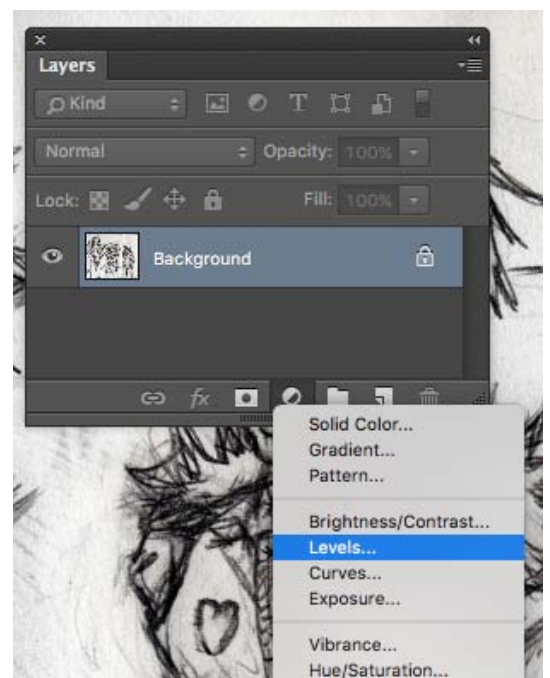 Layers
Kind
Normal Opacity: 100%
Lock: Fill: 100%
Background
fx
Solid Color...
Gradient...
Pattern...
Brightness/Contrast...
Levels...
Curves...
Exposure...
Vibrance...
Hue/Saturation...